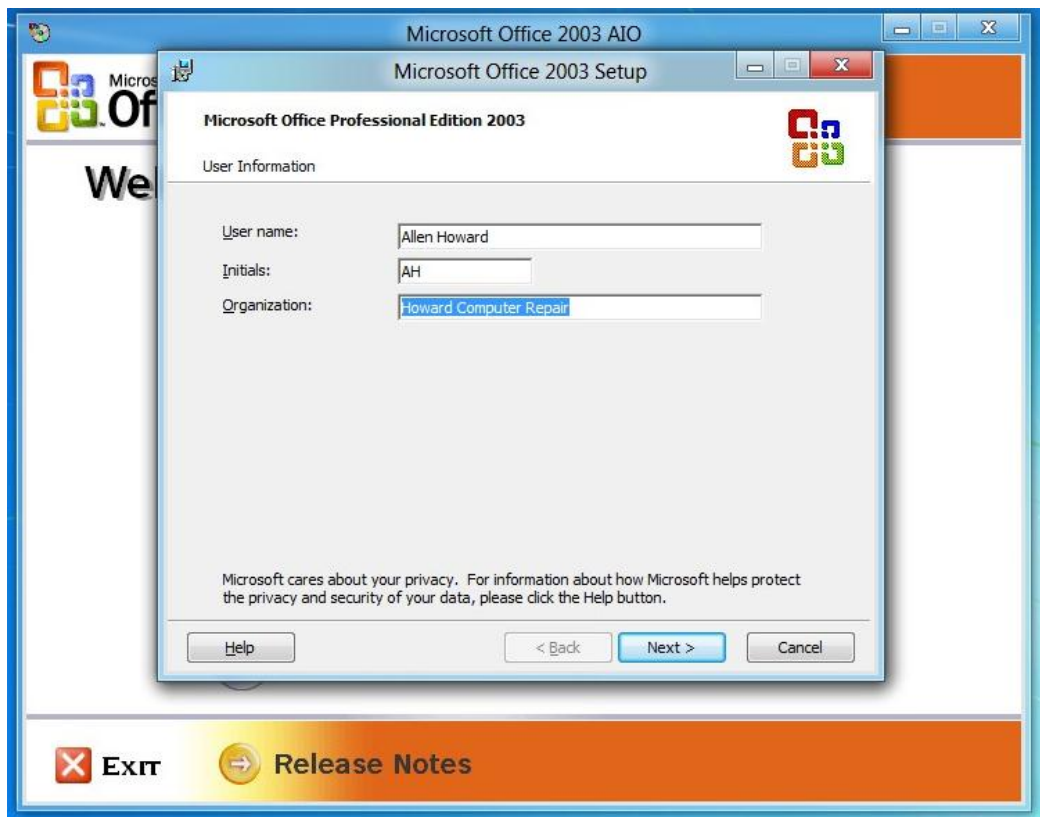 Microsoft Office 2003 AIO
Microsoft Office 2003 Setup
Micros
Of
Wel
Microsoft Office Professional Edition 2003
User Information
User name: Allen Howard
Initials: AH
Organization: Howard Computer Repair
Microsoft cares about your privacy. For information about how Microsoft helps protect
the privacy and security of your data, please click the Help button.
Help < Back Next > Cancel
EXIT Release Notes